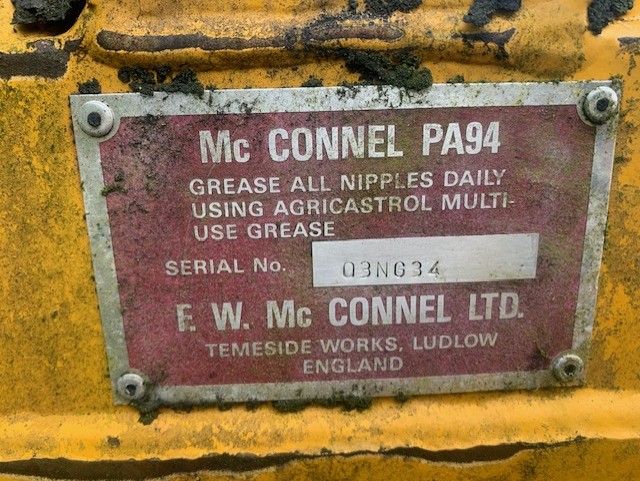 Mc CONNEL PA94
GREASE ALL NIPPLES DAILY
USING AGRICASTROL MULTI-
USE GREASE
SERIAL No. 03NG34
F. W. Mc CONNEL LTD.
TEMESIDE WORKS, LUDLOW
ENGLAND